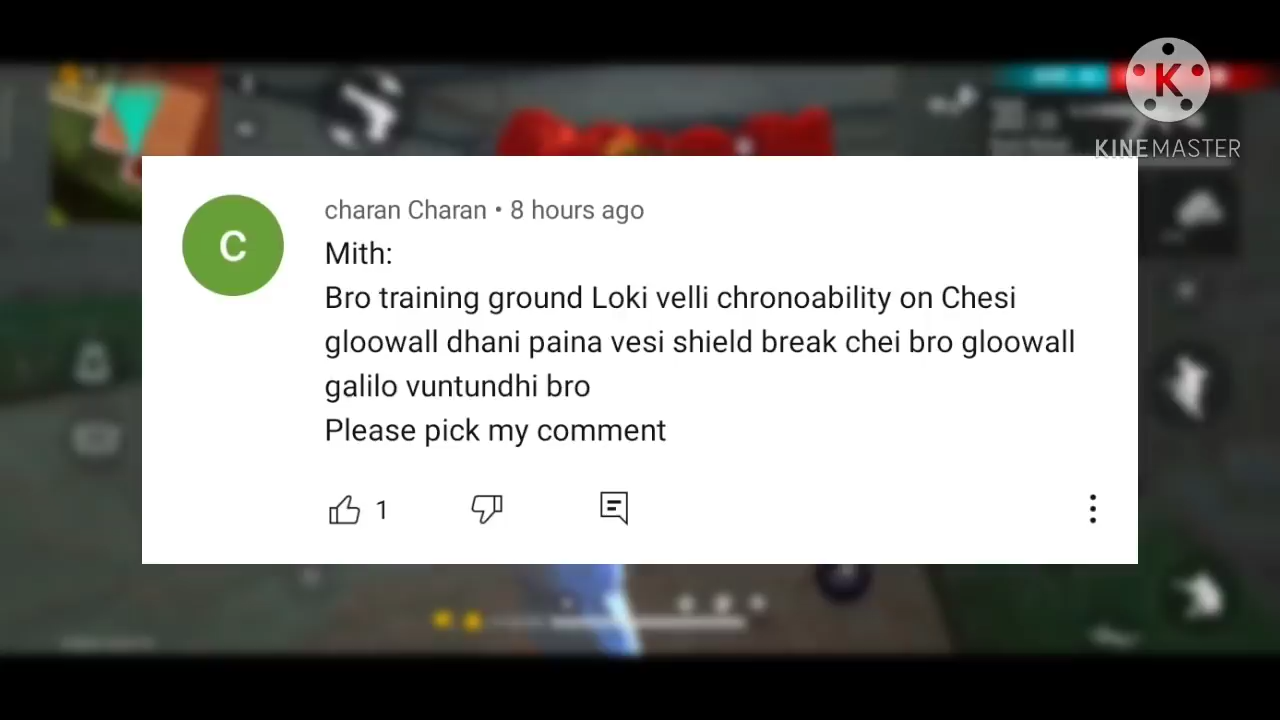 KINEMASTER
C
charan Charan • 8 hours ago
Mith:
Bro training ground Loki velli chronoability on Chesi
gloowall dhani paina vesi shield break chei bro gloowall
galilo vuntundhi bro
Please pick my comment
1